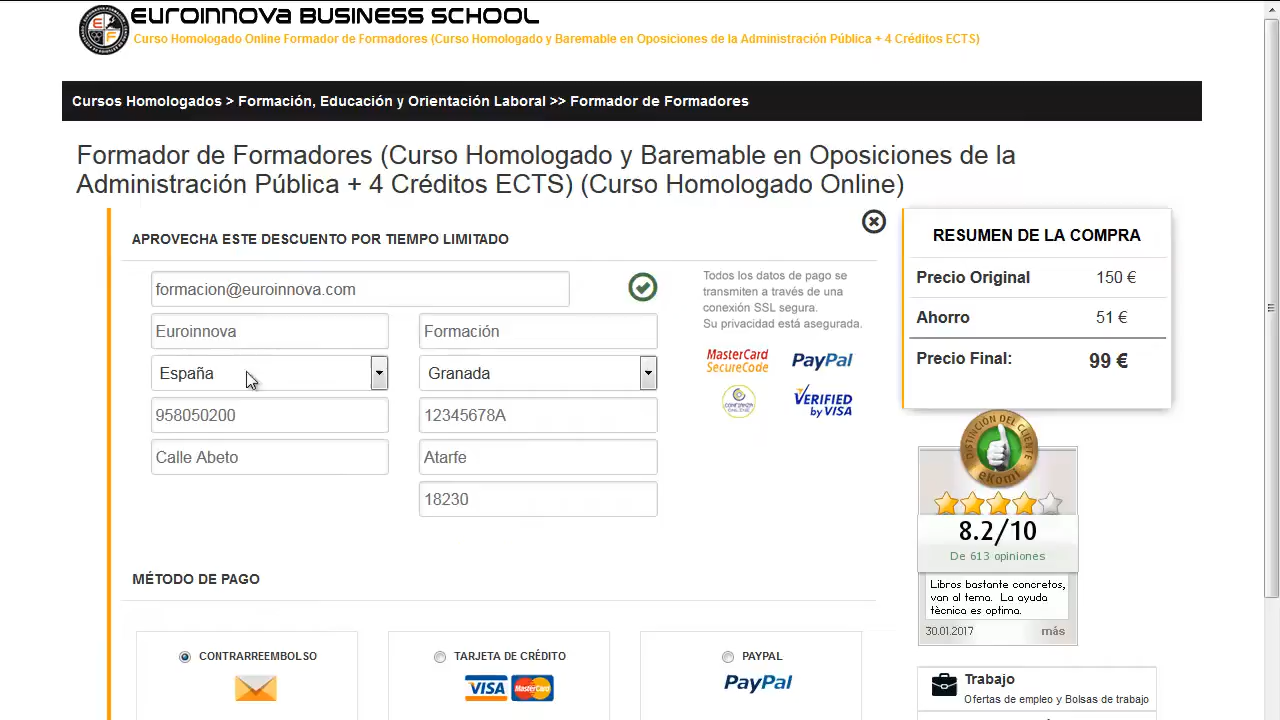 EUROINNOVA BUSINESS SCHOOL
Curso Homologado Online Formador de Formadores (Curso Homologado y Baremable en Oposiciones de la Administración Pública + 4 Créditos ECTS)
Cursos Homologados > Formación, Educación y Orientación Laboral >> Formador de Formadores
Formador de Formadores (Curso Homologado y Baremable en Oposiciones de la
Administración Pública + 4 Créditos ECTS) (Curso Homologado Online)
APROVECHA ESTE DESCUENTO POR TIEMPO LIMITADO
formacion@euroinnova.com
Euroinnova
Formación
España
Granada
958050200
12345678A
Calle Abeto
Atarfe
18230
Todos los datos de pago se
transmiten a través de una
conexión SSL segura.
Su privacidad está asegurada.
MasterCard
SecureCode
PayPal
CONFIANZA
ONLINE
VERIFIED
by VISA
RESUMEN DE LA COMPRA
Precio Original 150 €
Ahorro 51 €
Precio Final: 99 €
DISTINCIÓN DEL CLIENTE
eKomi
8.2/10
De 613 opiniones
Libros bastante concretos,
van al tema. La ayuda
tècnica es optima.
30.01.2017 más
MÉTODO DE PAGO
CONTRARREEMBOLSO
TARJETA DE CRÉDITO
VISA
MasterCard
PAYPAL
PayPal
Trabajo
Ofertas de empleo y Bolsas de trabajo